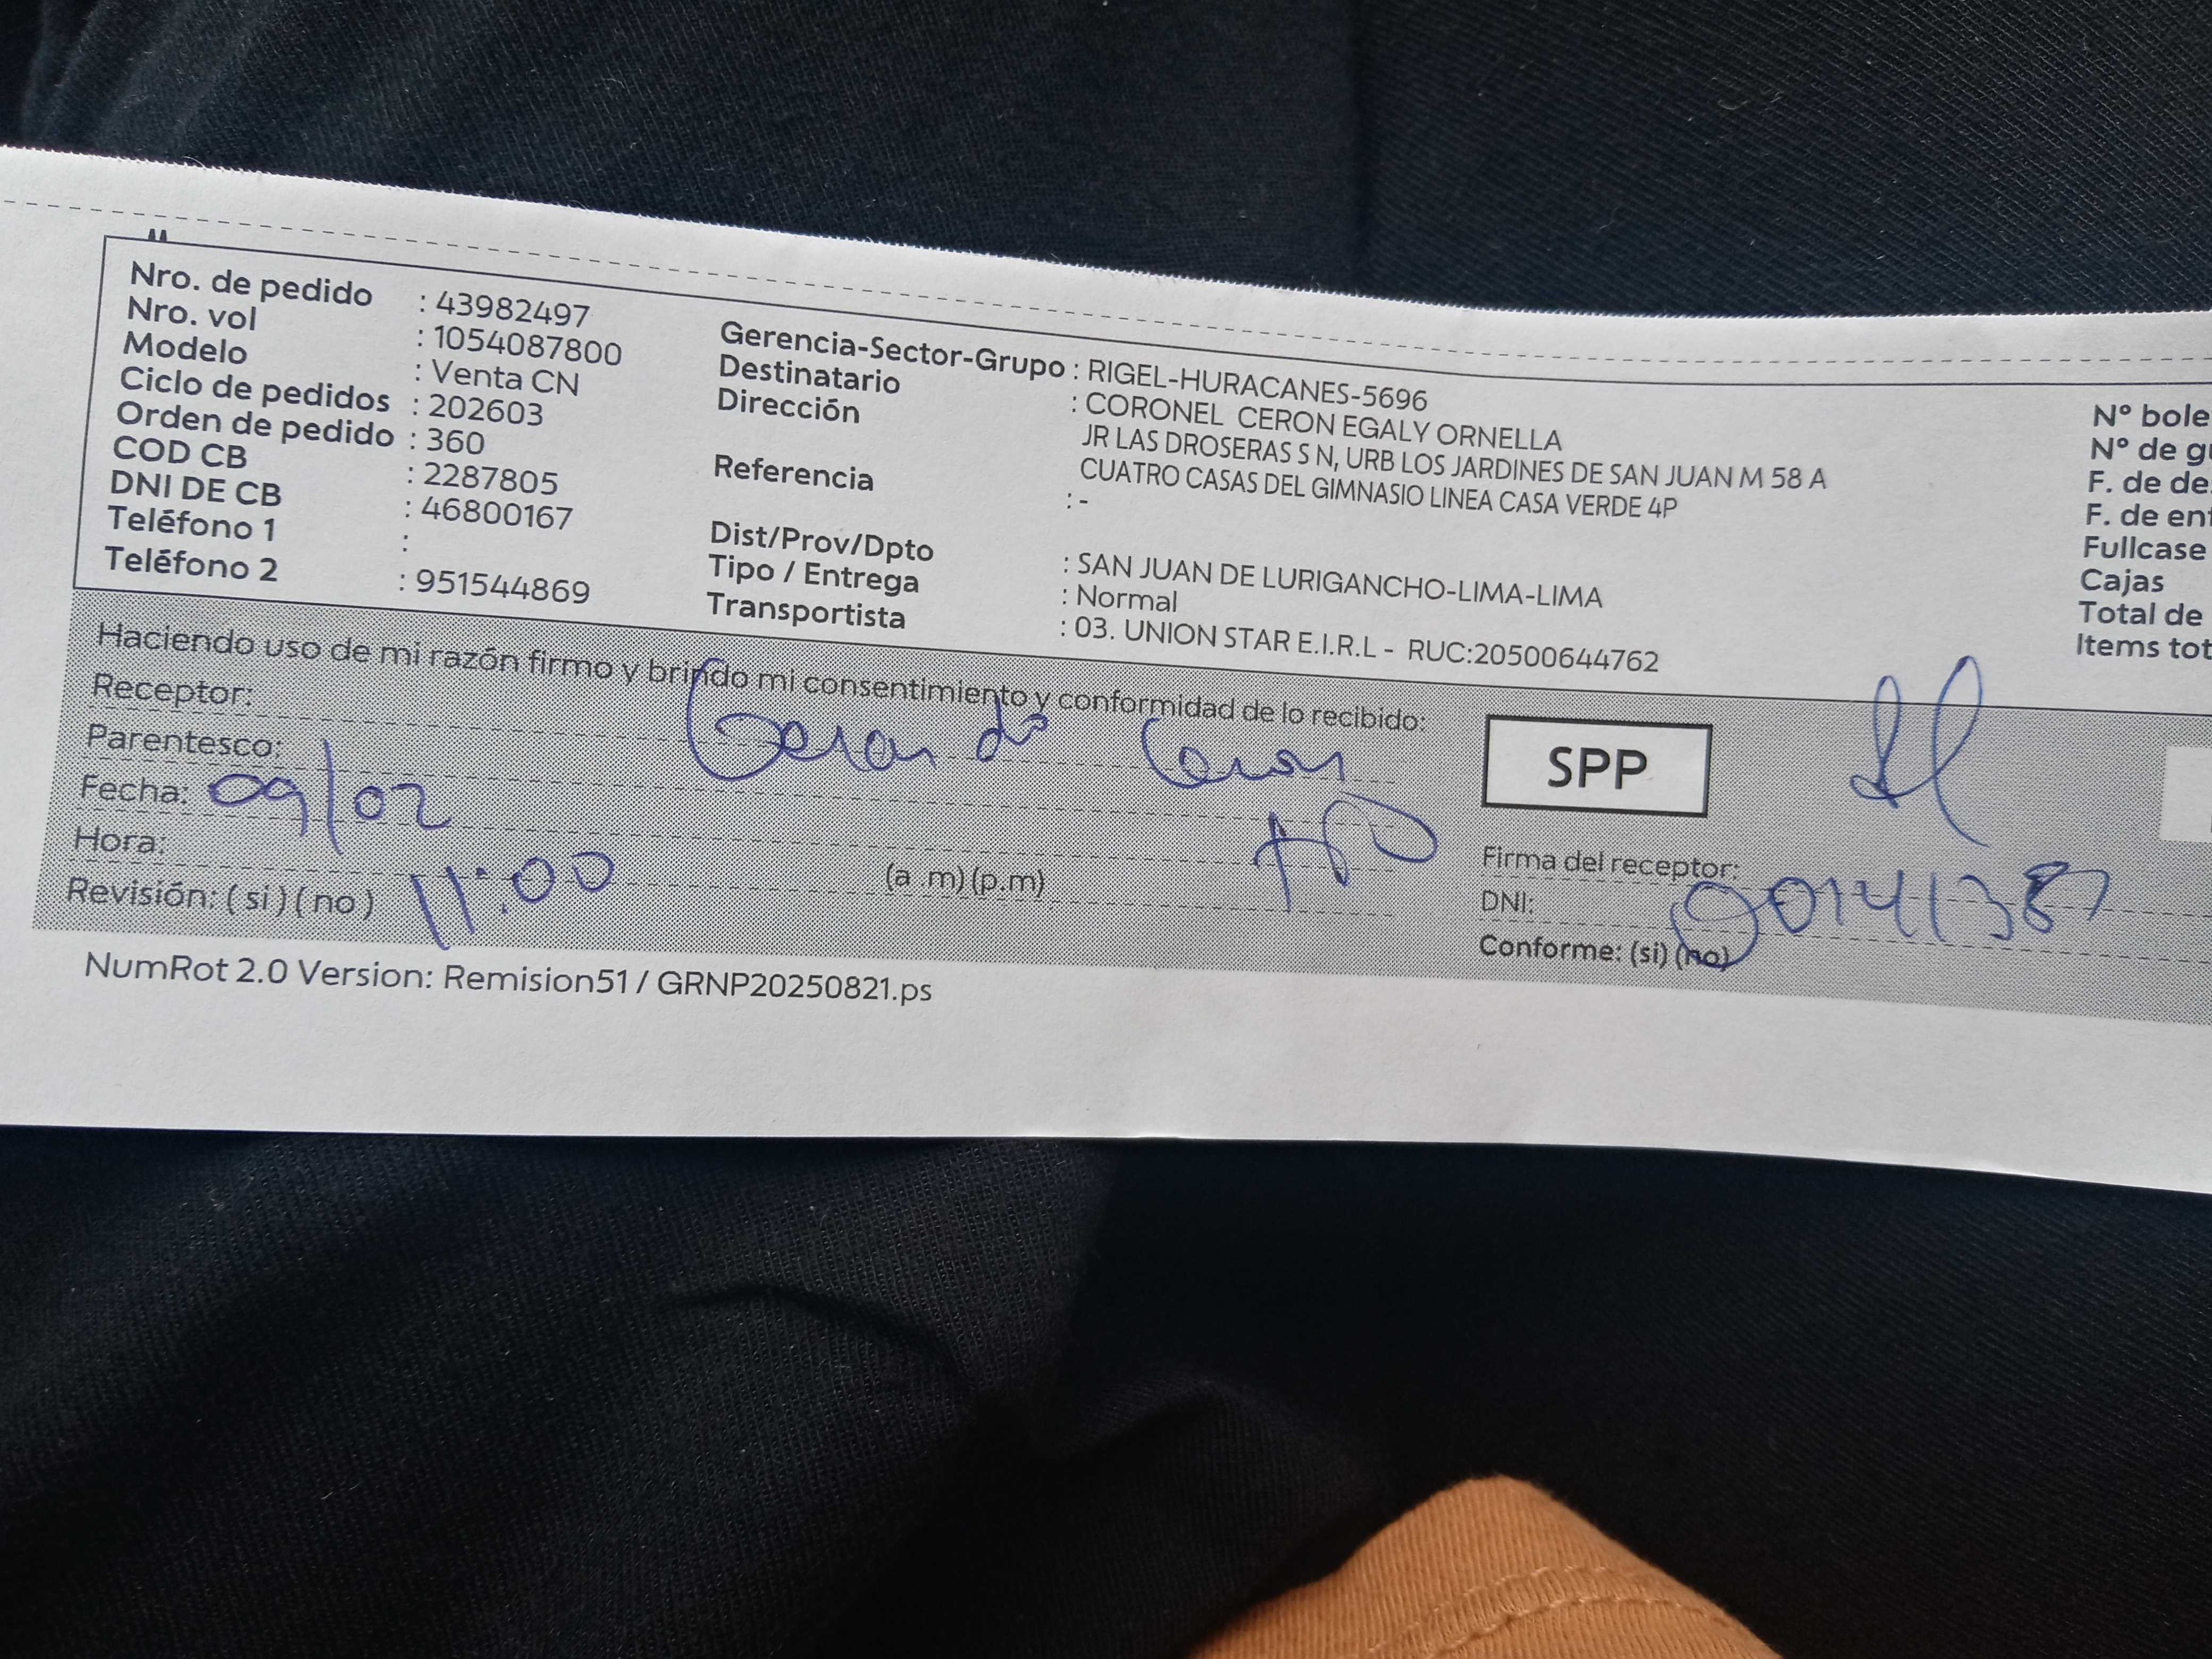 Nro. de pedido : 43982497
Nro. vol : 1054087800
Modelo : Venta CN
Ciclo de pedidos : 202603
Orden de pedido : 360
COD CB : 2287805
DNI DE CB : 46800167
Teléfono 1 :
Teléfono 2 : 951544869
Gerencia-Sector-Grupo : RIGEL-HURACANES-5696
Destinatario : CORONEL CERON EGALY ORNELLA
Dirección JR LAS DROSERAS S N, URB LOS JARDINES DE SAN JUAN M 58 A
CUATRO CASAS DEL GIMNASIO LINEA CASA VERDE 4P
Referencia : -
Dist/Prov/Dpto : SAN JUAN DE LURIGANCHO-LIMA-LIMA
Tipo / Entrega : Normal
Transportista : 03. UNION STAR E.I.R.L - RUC:20500644762
N° bole
N° de gu
F. de de
F. de ent
Fullcase
Cajas
Total de
Items tot
Haciendo uso de mi razón firmo y brindo mi consentimiento y conformidad de lo recibido:
Receptor: Gerardo Ceron
Parentesco:
Fecha: 09/02
Hora: 11:00 (a .m) (p.m)
Revisión: ( si ) ( no )
SPP
Firma del receptor:
DNI: 00141387
Conforme: (si) (no)
NumRot 2.0 Version: Remision51 / GRNP20250821.ps